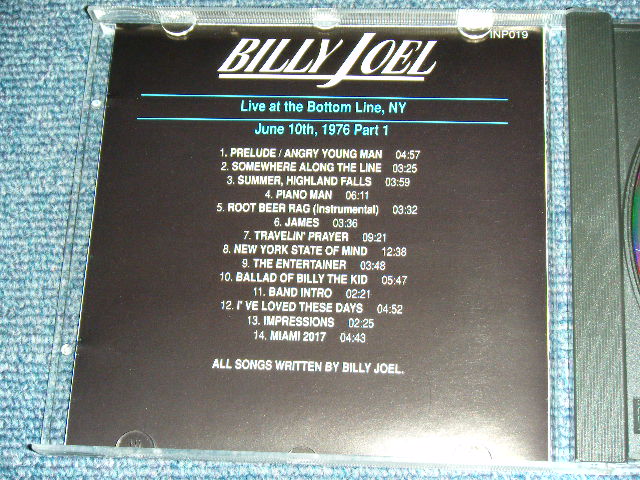 INP019
BILLY JOEL
Live at the Bottom Line, NY
June 10th, 1976 Part 1
1. PRELUDE / ANGRY YOUNG MAN 04:57
2. SOMEWHERE ALONG THE LINE 03:25
3. SUMMER, HIGHLAND FALLS 03:59
4. PIANO MAN 06:11
5. ROOT BEER RAG (instrumental) 03:32
6. JAMES 03:36
7. TRAVELIN' PRAYER 09:21
8. NEW YORK STATE OF MIND 12:38
9. THE ENTERTAINER 03:48
10. BALLAD OF BILLY THE KID 05:47
11. BAND INTRO 02:21
12. I' VE LOVED THESE DAYS 04:52
13. IMPRESSIONS 02:25
14. MIAMI 2017 04:43
ALL SONGS WRITTEN BY BILLY JOEL.